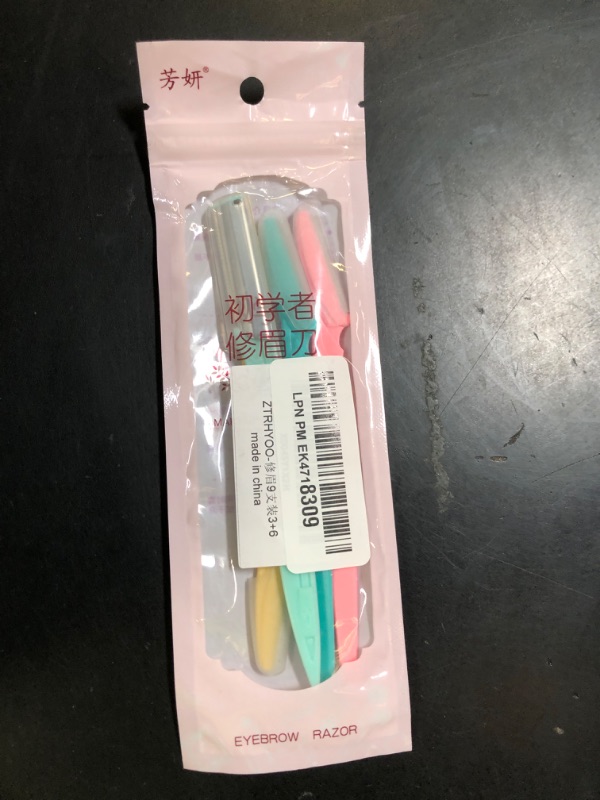 芳妍®
初学者
修眉刀
ZTRHYOO-修眉9支装3+6
made in china
LPN PM EK4718309
EYEBROW RAZOR